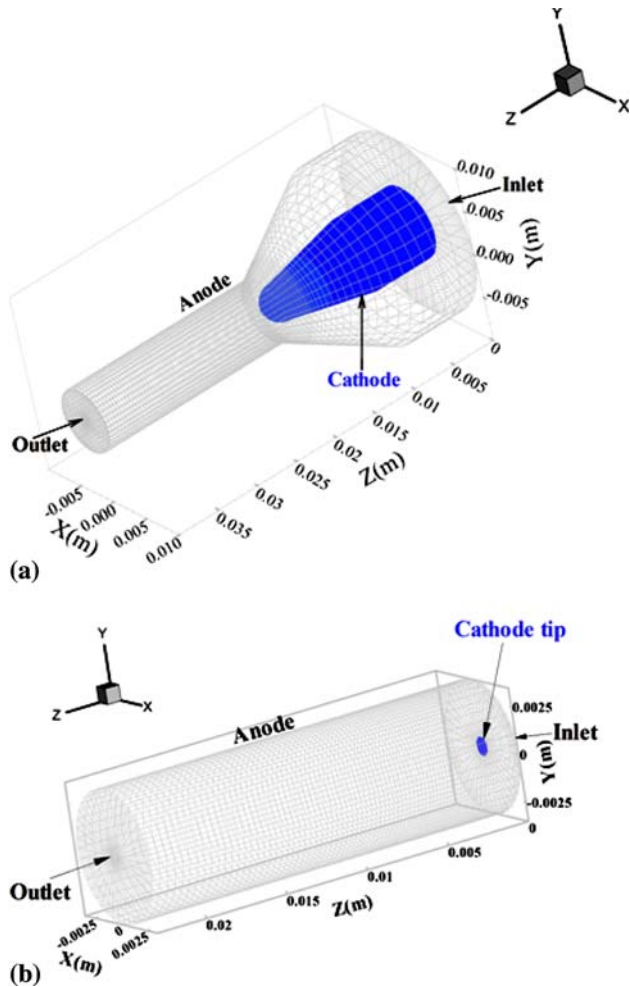 Y
Z
X
0.010
Inlet
0.005
0.000
Y(m)
-0.005
0
Anode
Cathode
0.005
0.01
0.015
0.02
Z(m)
0.025
0.03
0.035
Outlet
-0.005
0.000
X(m)
0.005
0.010
(a)
Cathode tip
Y
Z
X
Anode
0.0025
Inlet
0
Y(m)
-0.0025
0
0.005
0.01
Z(m)
0.015
0.02
Outlet
-0.0025
0
X(m)
0.0025
(b)